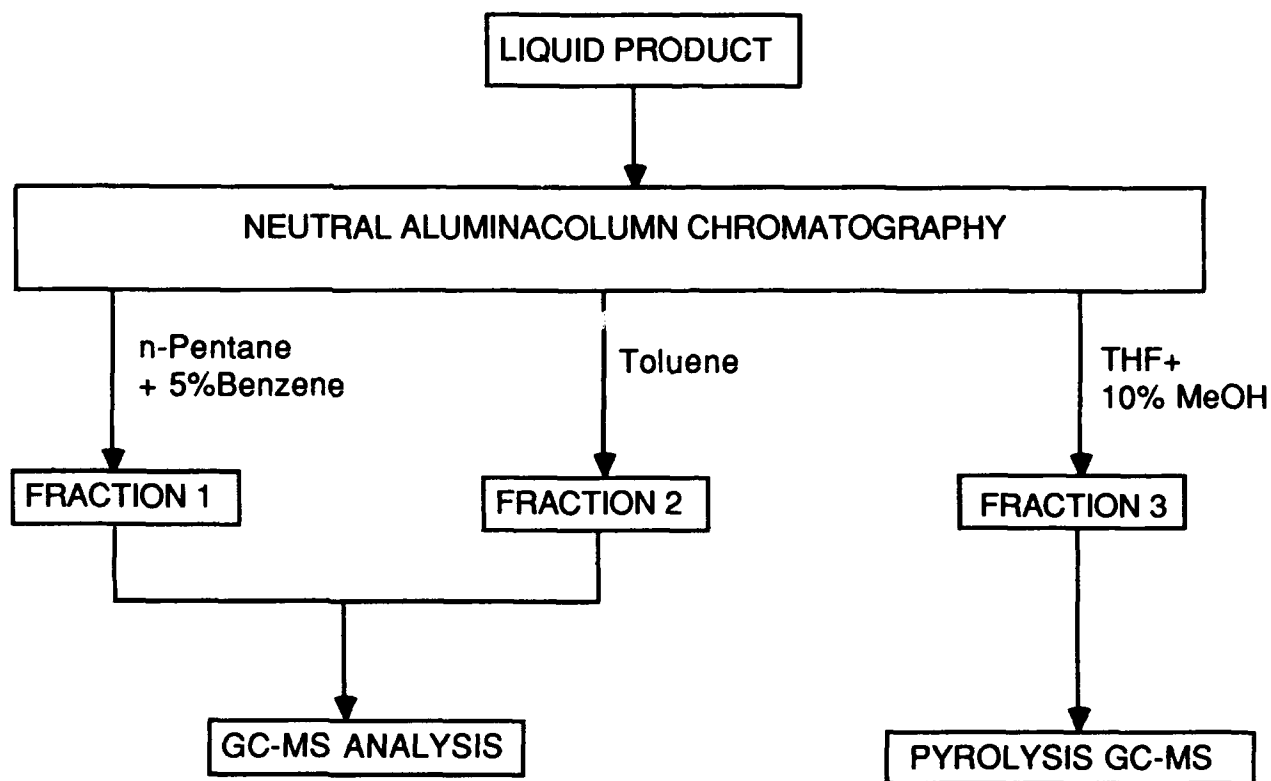 LIQUID PRODUCT
NEUTRAL ALUMINACOLUMN CHROMATOGRAPHY
n-Pentane
+ 5%Benzene
Toluene
THF+
10% MeOH
FRACTION 1
FRACTION 2
FRACTION 3
GC-MS ANALYSIS
PYROLYSIS GC-MS